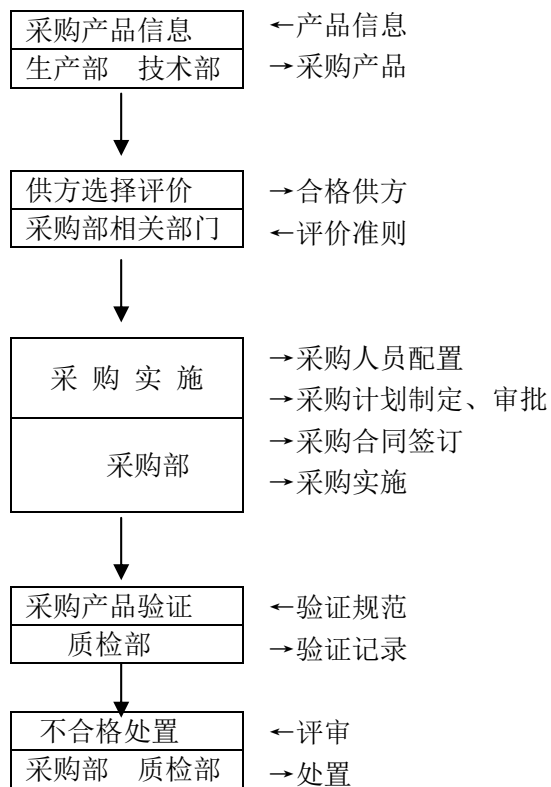 采购产品信息 ←产品信息
生产部 技术部 →采购产品
供方选择评价 →合格供方
采购部相关部门 ←评价准则
→采购人员配置
采 购 实 施
→采购计划制定、审批
→采购合同签订
采购部
→采购实施
采购产品验证 ←验证规范
质检部 →验证记录
不合格处置 ←评审
采购部 质检部 →处置